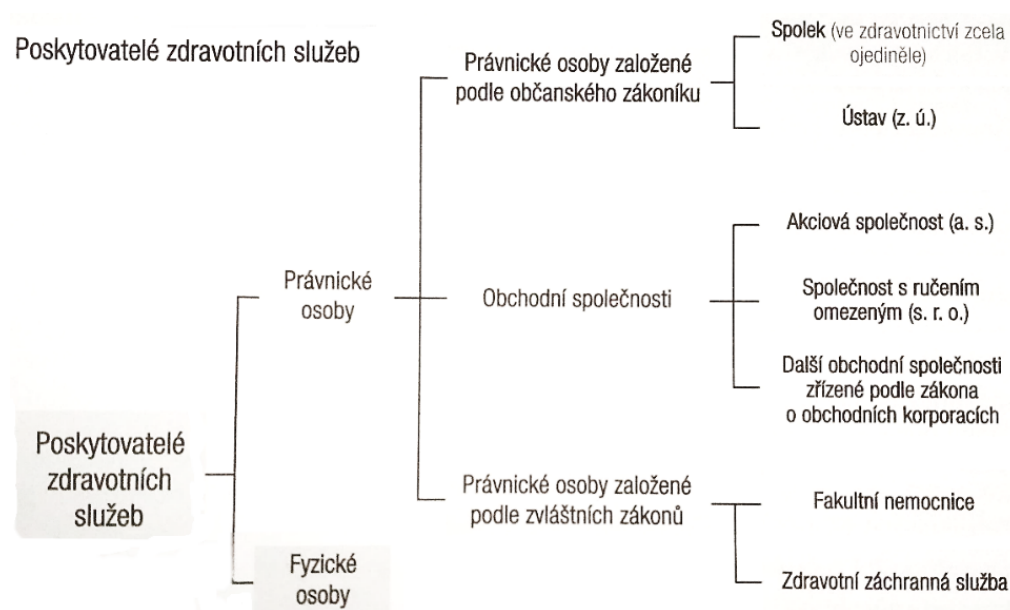 Poskytovatelé zdravotních služeb
Spolek (ve zdravotnictví zcela
ojediněle)
Právnické osoby založené
podle občanského zákoníku
Ústav (z. ú.)
Akciová společnost (a. s.)
Právnické
osoby
Obchodní společnosti
Společnost s ručením
omezeným (s. r. o.)
Další obchodní společnosti
zřízené podle zákona
o obchodních korporacích
Poskytovatelé
zdravotních
služeb
Právnické osoby založené
podle zvláštních zákonů
Fakultní nemocnice
Fyzické
osoby
Zdravotní záchranná služba